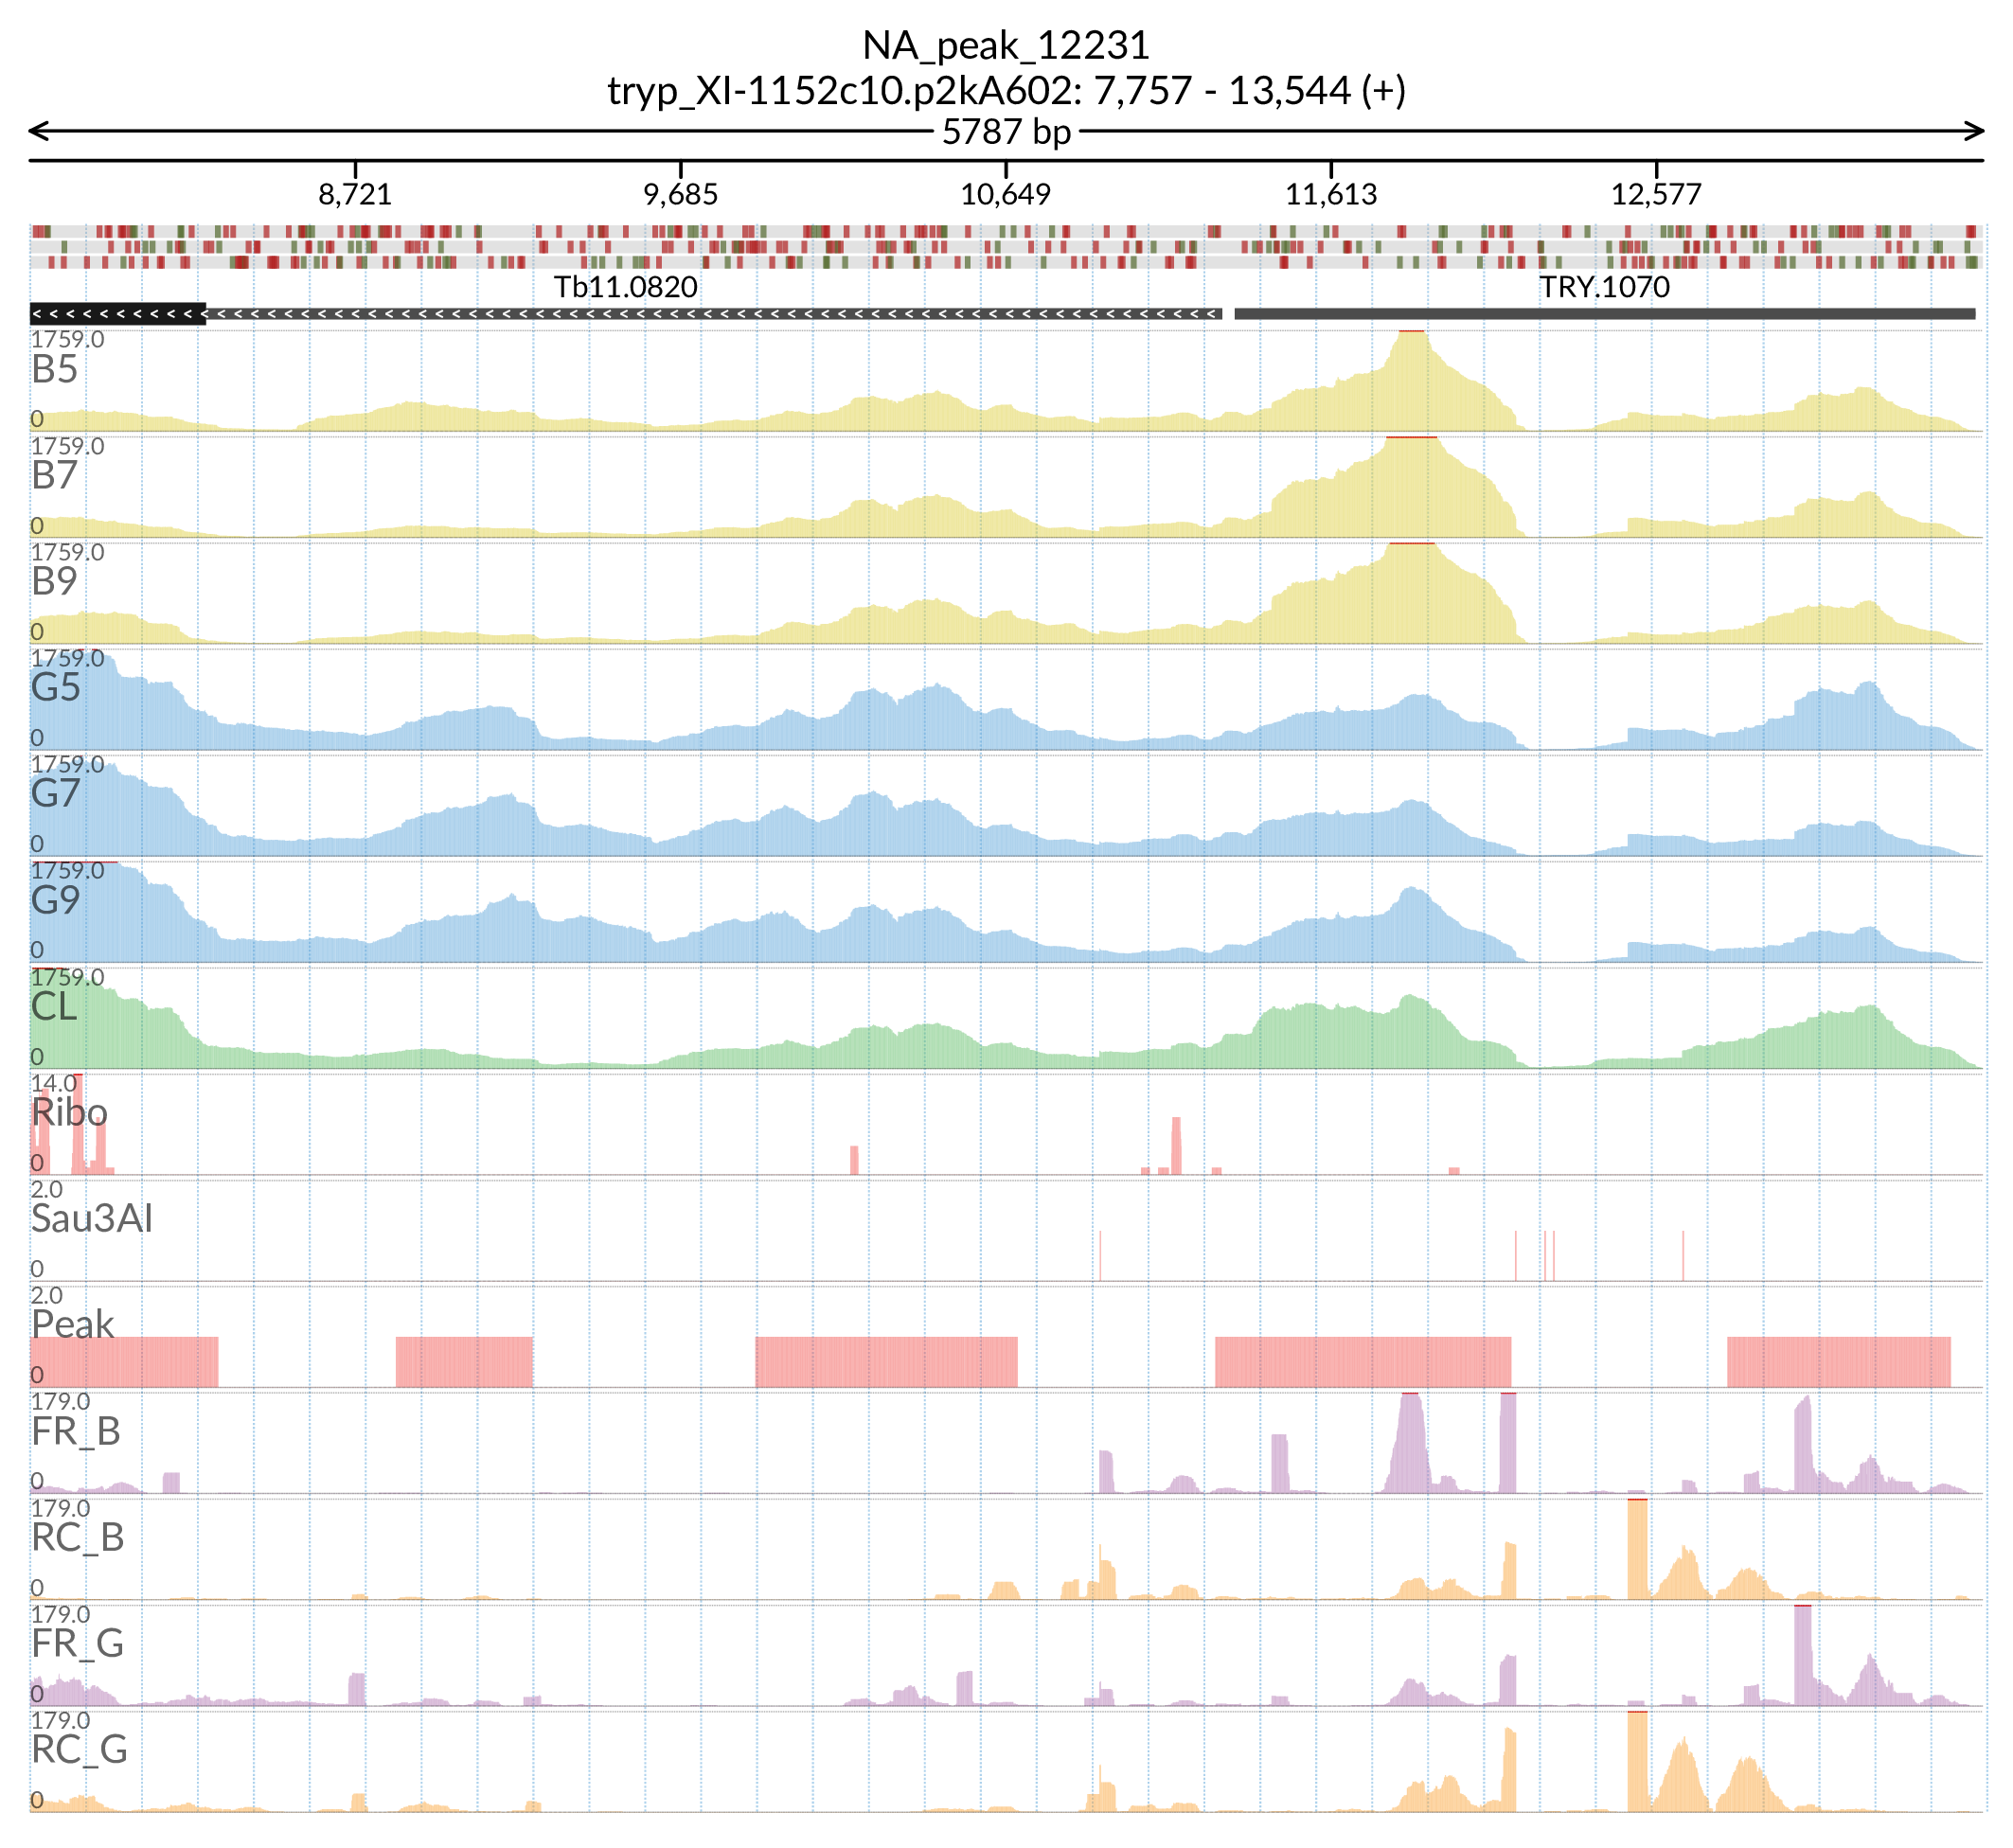 NA_peak_12231
tryp_XI-1152c10.p2kA602: 7,757 - 13,544 (+)
5787 bp
8,721 9,685 10,649 11,613 12,577
Tb11.0820 TRY.1070
1759.0
B5
0
1759.0
B7
0
1759.0
B9
0
1759.0
G5
0
1759.0
G7
0
1759.0
G9
0
1759.0
CL
0
14.0
Ribo
0
2.0
Sau3AI
0
2.0
Peak
0
179.0
FR_B
0
179.0
RC_B
0
179.0
FR_G
0
179.0
RC_G
0